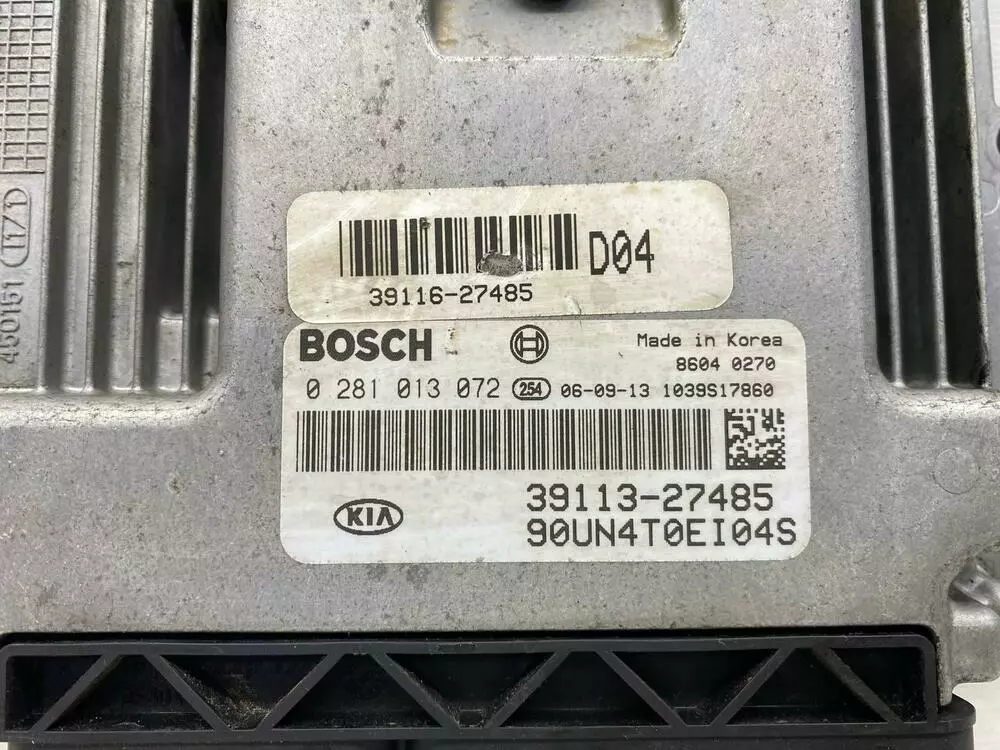 D04
39116-27485
BOSCH Made in Korea
8604 0270
0 281 013 072 254 06-09-13 1039S17860
39113-27485
KIA 90UN4T0EI04S